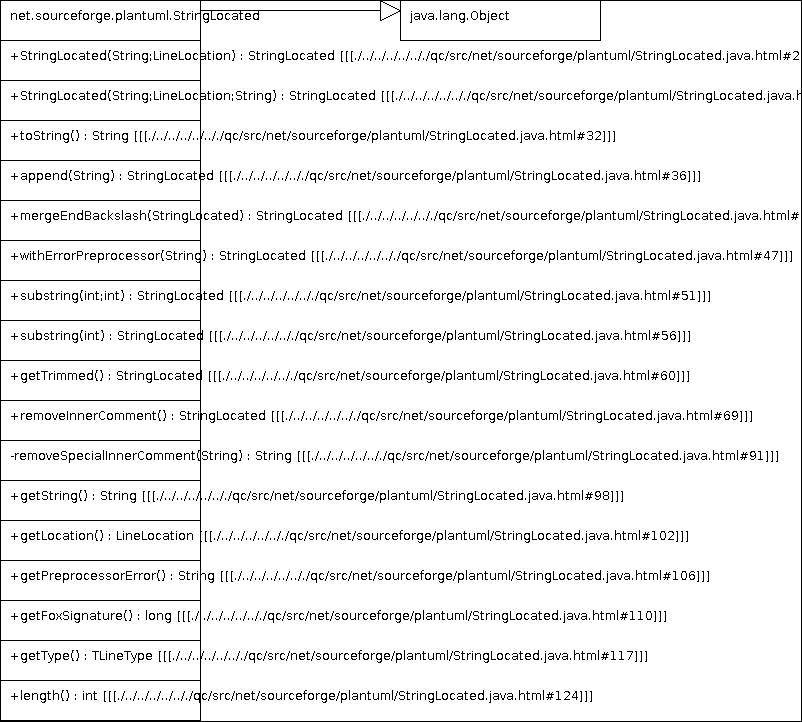 net.sourceforge.plantuml.StringLocated
java.lang.Object
+StringLocated(String;LineLocation) : StringLocated [[[./../../../../../qc/src/net/sourceforge/plantuml/StringLocated.java.html#2
+StringLocated(String;LineLocation;String) : StringLocated [[[./../../../../../qc/src/net/sourceforge/plantuml/StringLocated.java.h
+toString() : String [[[./../../../../../qc/src/net/sourceforge/plantuml/StringLocated.java.html#32]]]
+append(String) : StringLocated [[[./../../../../../qc/src/net/sourceforge/plantuml/StringLocated.java.html#36]]]
+mergeEndBackslash(StringLocated) : StringLocated [[[./../../../../../qc/src/net/sourceforge/plantuml/StringLocated.java.html#
+withErrorPreprocessor(String) : StringLocated [[[./../../../../../qc/src/net/sourceforge/plantuml/StringLocated.java.html#47]]]
+substring(int;int) : StringLocated [[[./../../../../../qc/src/net/sourceforge/plantuml/StringLocated.java.html#51]]]
+substring(int) : StringLocated [[[./../../../../../qc/src/net/sourceforge/plantuml/StringLocated.java.html#56]]]
+getTrimmed() : StringLocated [[[./../../../../../qc/src/net/sourceforge/plantuml/StringLocated.java.html#60]]]
+removeInnerComment() : StringLocated [[[./../../../../../qc/src/net/sourceforge/plantuml/StringLocated.java.html#69]]]
-removeSpecialInnerComment(String) : String [[[./../../../../../qc/src/net/sourceforge/plantuml/StringLocated.java.html#91]]]
+getString() : String [[[./../../../../../qc/src/net/sourceforge/plantuml/StringLocated.java.html#98]]]
+getLocation() : LineLocation [[[./../../../../../qc/src/net/sourceforge/plantuml/StringLocated.java.html#102]]]
+getPreprocessorError() : String [[[./../../../../../qc/src/net/sourceforge/plantuml/StringLocated.java.html#106]]]
+getFoxSignature() : long [[[./../../../../../qc/src/net/sourceforge/plantuml/StringLocated.java.html#110]]]
+getType() : TLineType [[[./../../../../../qc/src/net/sourceforge/plantuml/StringLocated.java.html#117]]]
+length() : int [[[./../../../../../qc/src/net/sourceforge/plantuml/StringLocated.java.html#124]]]